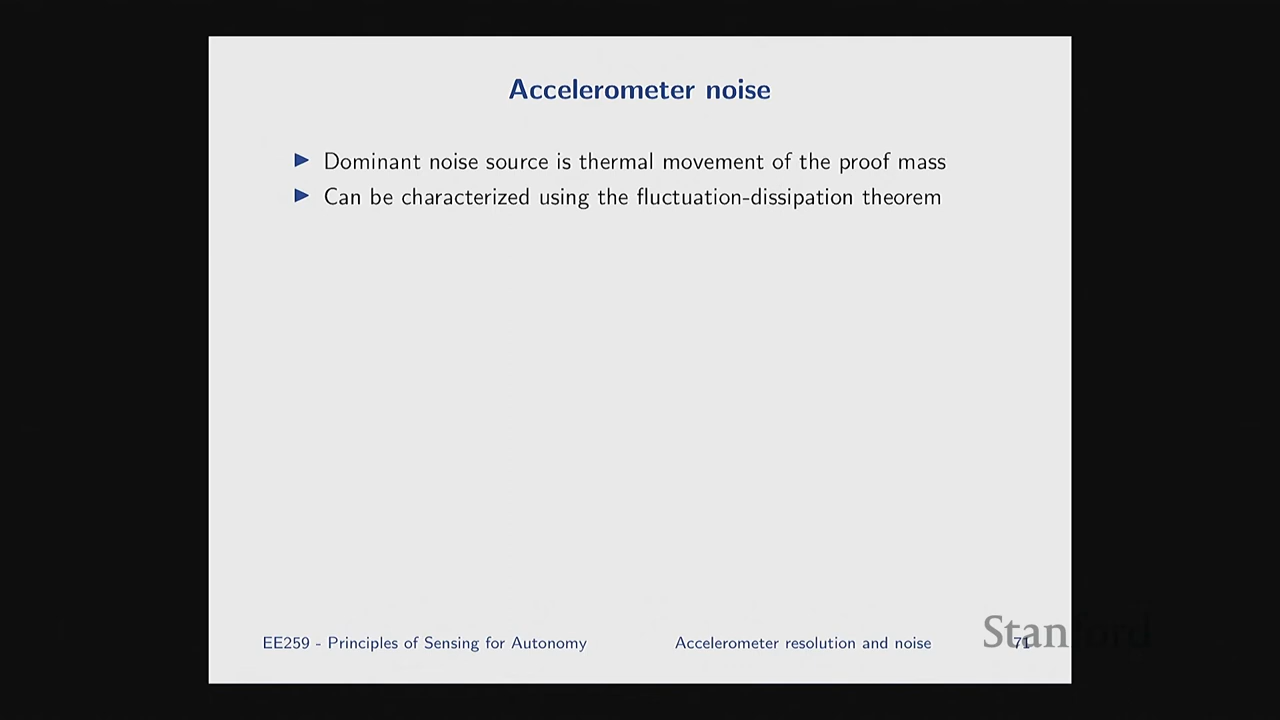 Accelerometer noise
Dominant noise source is thermal movement of the proof mass
Can be characterized using the fluctuation-dissipation theorem
EE259 - Principles of Sensing for Autonomy
Accelerometer resolution and noise
71
Stanford